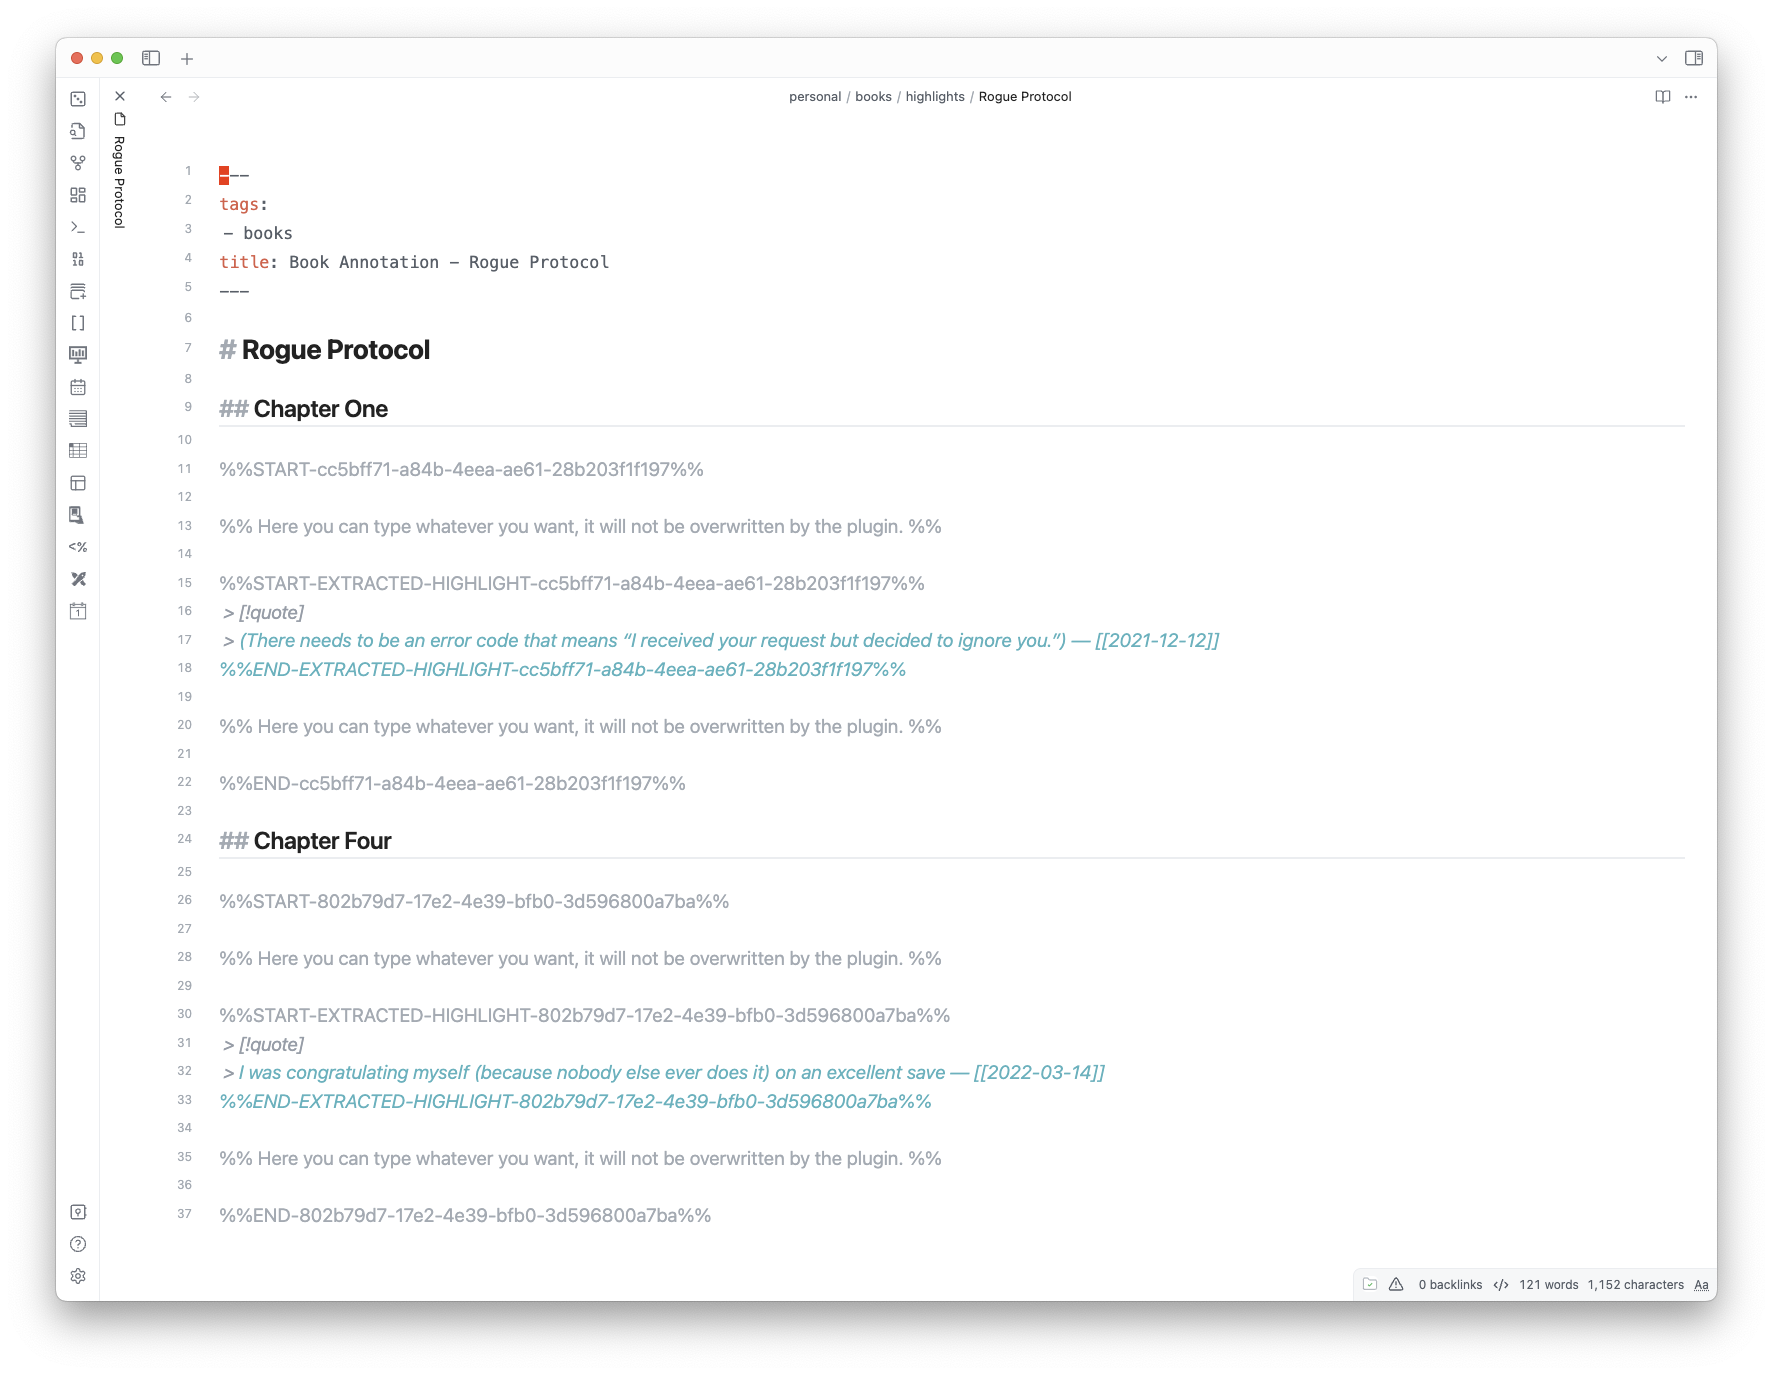 personal / books / highlights / Rogue Protocol
Rogue Protocol
1 ---
2 tags:
3 - books
4 title: Book Annotation - Rogue Protocol
5 ---
6
7 # Rogue Protocol
8
9 ## Chapter One
10
11 %%START-cc5bff71-a84b-4eea-ae61-28b203f1f197%%
12
13 %% Here you can type whatever you want, it will not be overwritten by the plugin. %%
14
15 %%START-EXTRACTED-HIGHLIGHT-cc5bff71-a84b-4eea-ae61-28b203f1f197%%
16 > [!quote]
17 > (There needs to be an error code that means “I received your request but decided to ignore you.”) — [[2021-12-12]]
18 %%END-EXTRACTED-HIGHLIGHT-cc5bff71-a84b-4eea-ae61-28b203f1f197%%
19
20 %% Here you can type whatever you want, it will not be overwritten by the plugin. %%
21
22 %%END-cc5bff71-a84b-4eea-ae61-28b203f1f197%%
23
24 ## Chapter Four
25
26 %%START-802b79d7-17e2-4e39-bfb0-3d596800a7ba%%
27
28 %% Here you can type whatever you want, it will not be overwritten by the plugin. %%
29
30 %%START-EXTRACTED-HIGHLIGHT-802b79d7-17e2-4e39-bfb0-3d596800a7ba%%
31 > [!quote]
32 > I was congratulating myself (because nobody else ever does it) on an excellent save — [[2022-03-14]]
33 %%END-EXTRACTED-HIGHLIGHT-802b79d7-17e2-4e39-bfb0-3d596800a7ba%%
34
35 %% Here you can type whatever you want, it will not be overwritten by the plugin. %%
36
37 %%END-802b79d7-17e2-4e39-bfb0-3d596800a7ba%%
0 backlinks </> 121 words 1,152 characters Aa